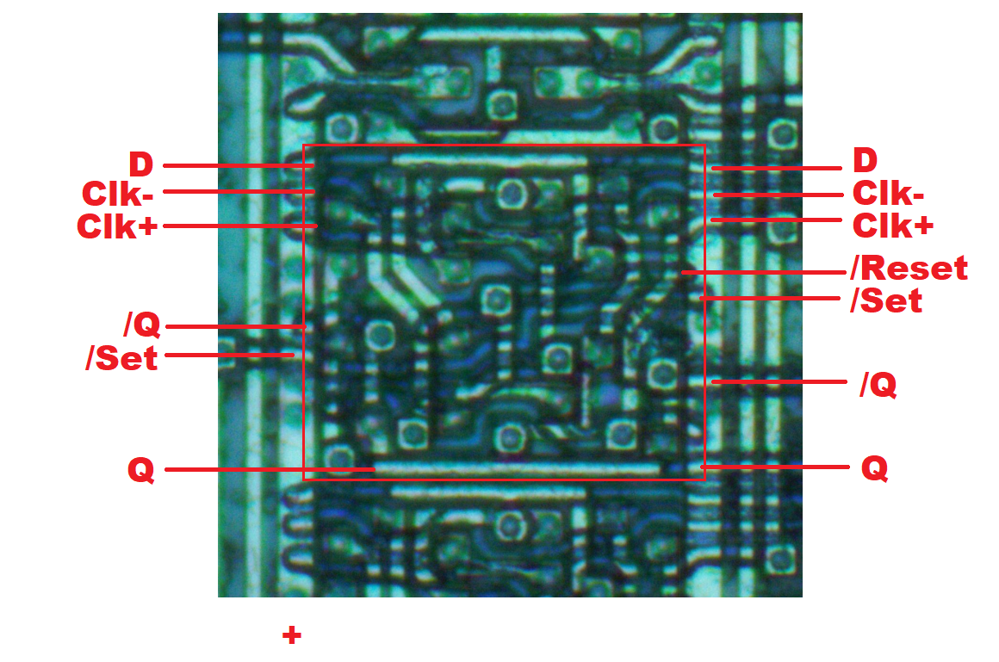 D
Clk-
Clk+
/Q
/Set
Q
D
Clk-
Clk+
/Reset
/Set
/Q
Q
+